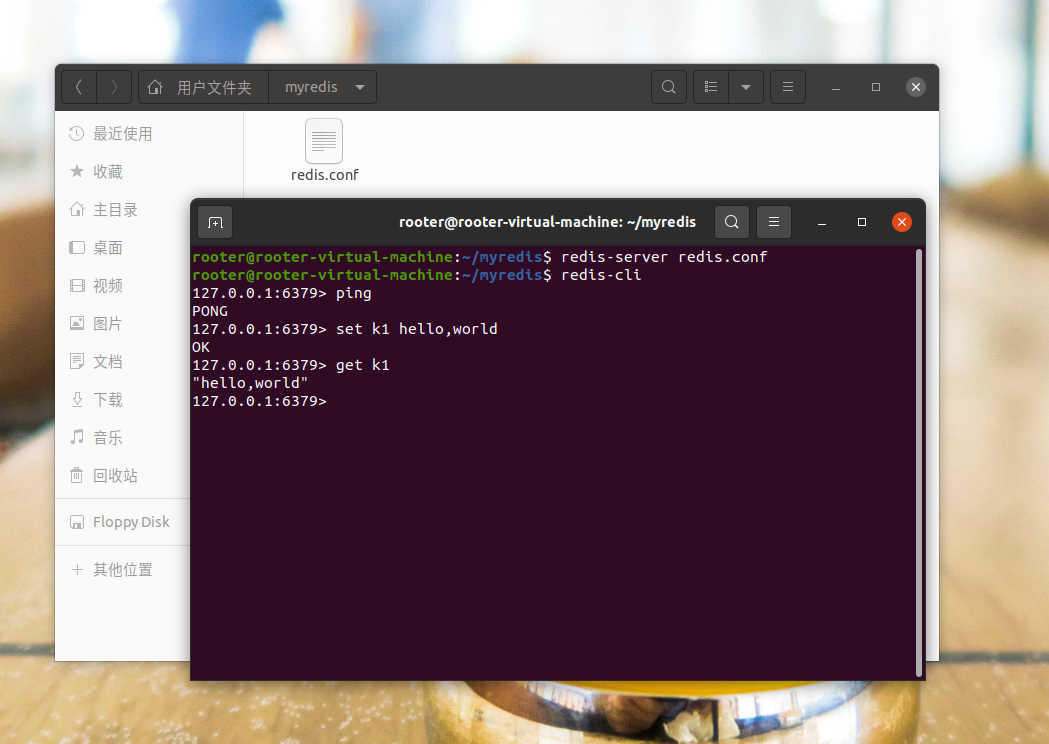 用户文件夹 myredis
最近使用
收藏
主目录
桌面
视频
图片
文档
下载
音乐
回收站
Floppy Disk
其他位置
redis.conf
rooter@rooter-virtual-machine: ~/myredis
rooter@rooter-virtual-machine:~/myredis$ redis-server redis.conf
rooter@rooter-virtual-machine:~/myredis$ redis-cli
127.0.0.1:6379> ping
PONG
127.0.0.1:6379> set k1 hello,world
OK
127.0.0.1:6379> get k1
"hello,world"
127.0.0.1:6379>